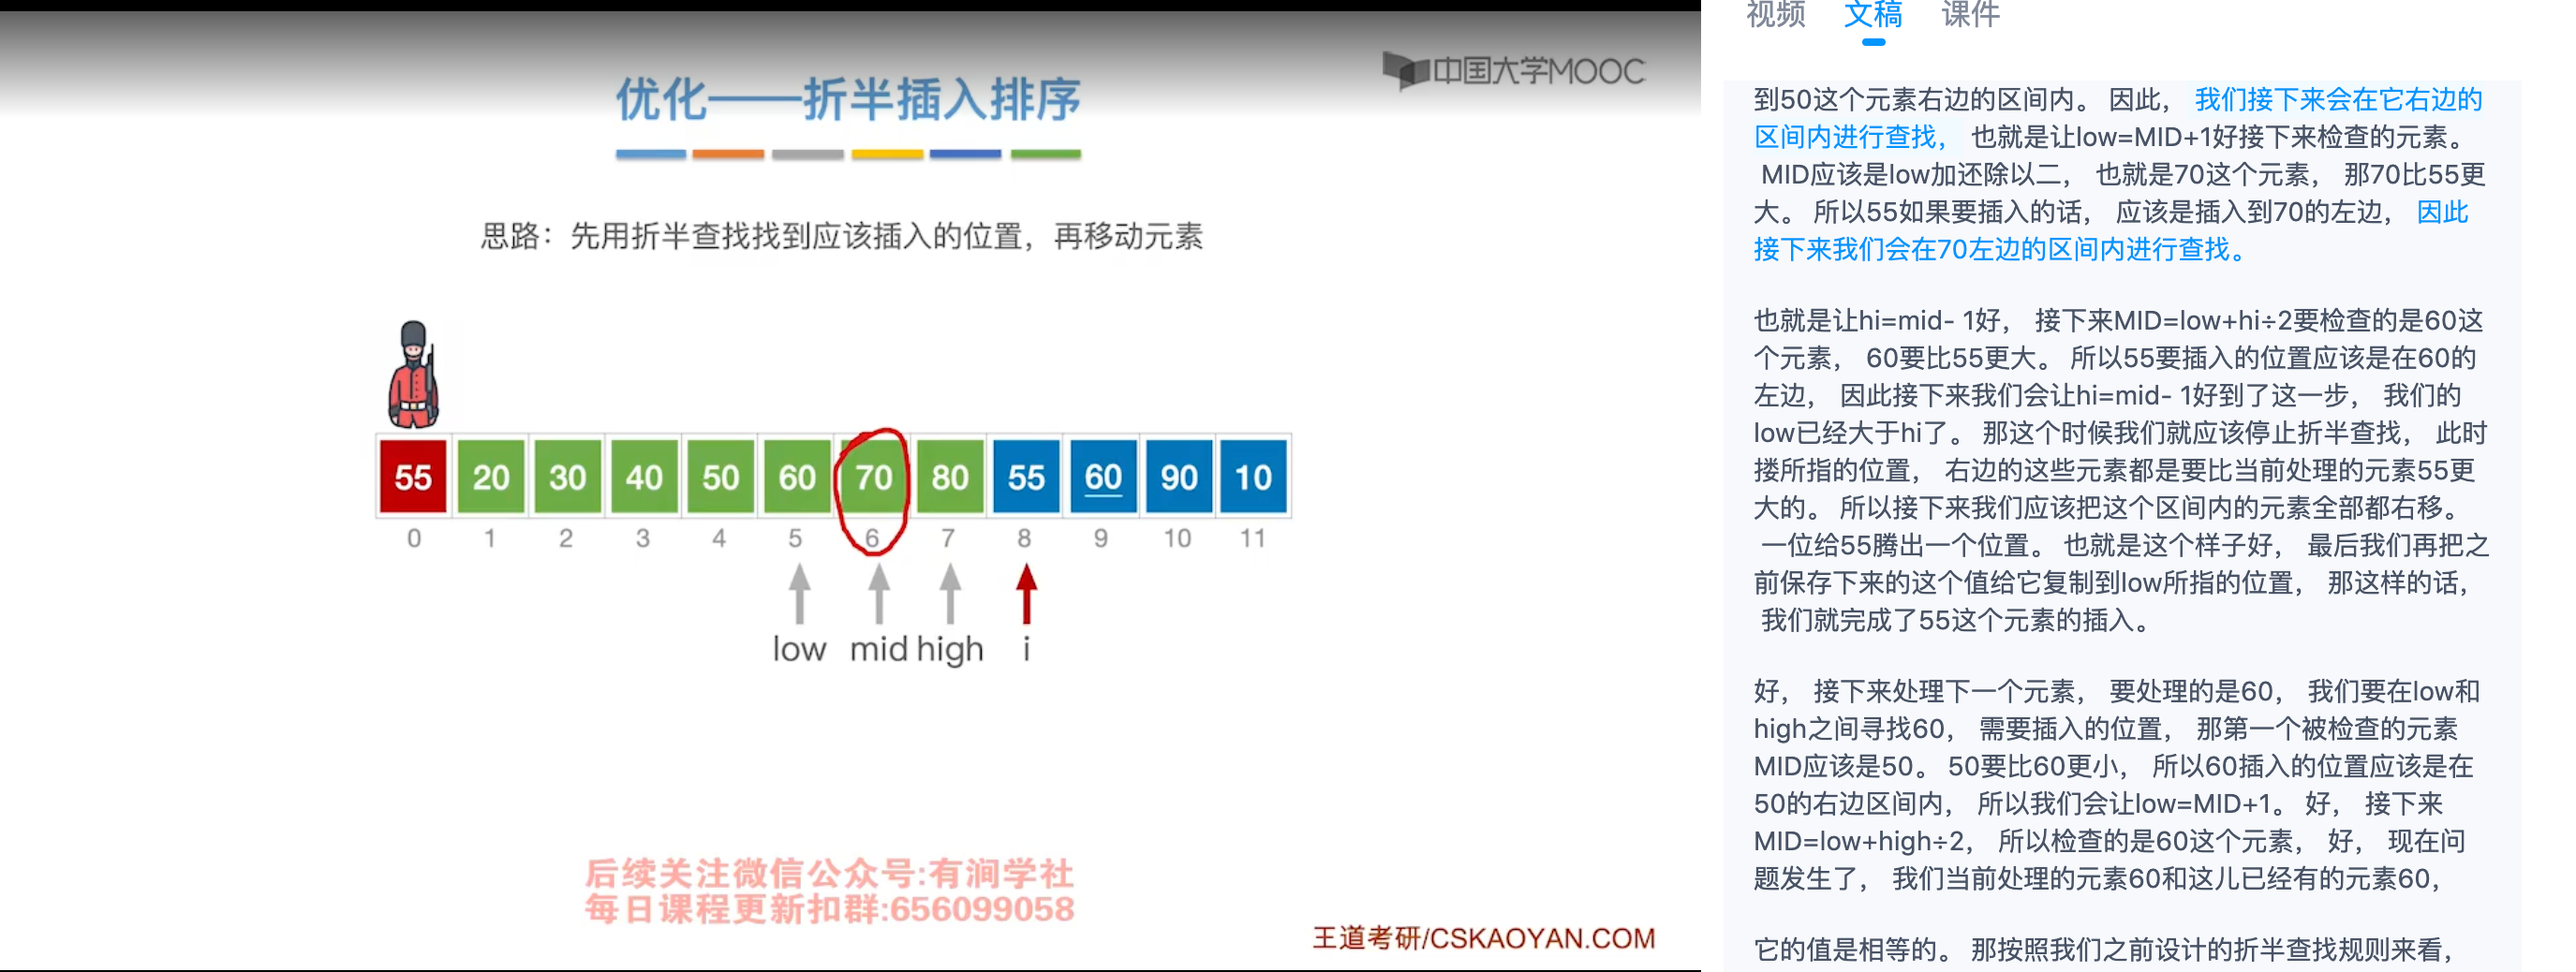 中国大学MOOC
优化——折半插入排序
思路：先用折半查找找到应该插入的位置，再移动元素
55 20 30 40 50 60 70 80 55 60 90 10
0 1 2 3 4 5 6 7 8 9 10 11
low mid high i
后续关注微信公众号:有涧学社
每日课程更新扣群:656099058
王道考研/CSKAOYAN.COM
视频 文稿 课件
到50这个元素右边的区间内。 因此， 我们接下来会在它右边的
区间内进行查找， 也就是让low=MID+1好接下来检查的元素。
MID应该是low加还除以二， 也就是70这个元素， 那70比55更
大。 所以55如果要插入的话， 应该是插入到70的左边， 因此
接下来我们会在70左边的区间内进行查找。
也就是让hi=mid- 1好， 接下来MID=low+hi÷2要检查的是60这
个元素， 60要比55更大。 所以55要插入的位置应该是在60的
左边， 因此接下来我们会让hi=mid- 1好到了这一步， 我们的
low已经大于hi了。 那这个时候我们就应该停止折半查找， 此时
搂所指的位置， 右边的这些元素都是要比当前处理的元素55更
大的。 所以接下来我们应该把这个区间内的元素全部都右移。
一位给55腾出一个位置。 也就是这个样子好， 最后我们再把之
前保存下来的这个值给它复制到low所指的位置， 那这样的话，
我们就完成了55这个元素的插入。
好， 接下来处理下一个元素， 要处理的是60， 我们要在low和
high之间寻找60， 需要插入的位置， 那第一个被检查的元素
MID应该是50。 50要比60更小， 所以60插入的位置应该是在
50的右边区间内， 所以我们会让low=MID+1。 好， 接下来
MID=low+high÷2， 所以检查的是60这个元素， 好， 现在问
题发生了， 我们当前处理的元素60和这儿已经有的元素60，
它的值是相等的。 那按照我们之前设计的折半查找规则来看，